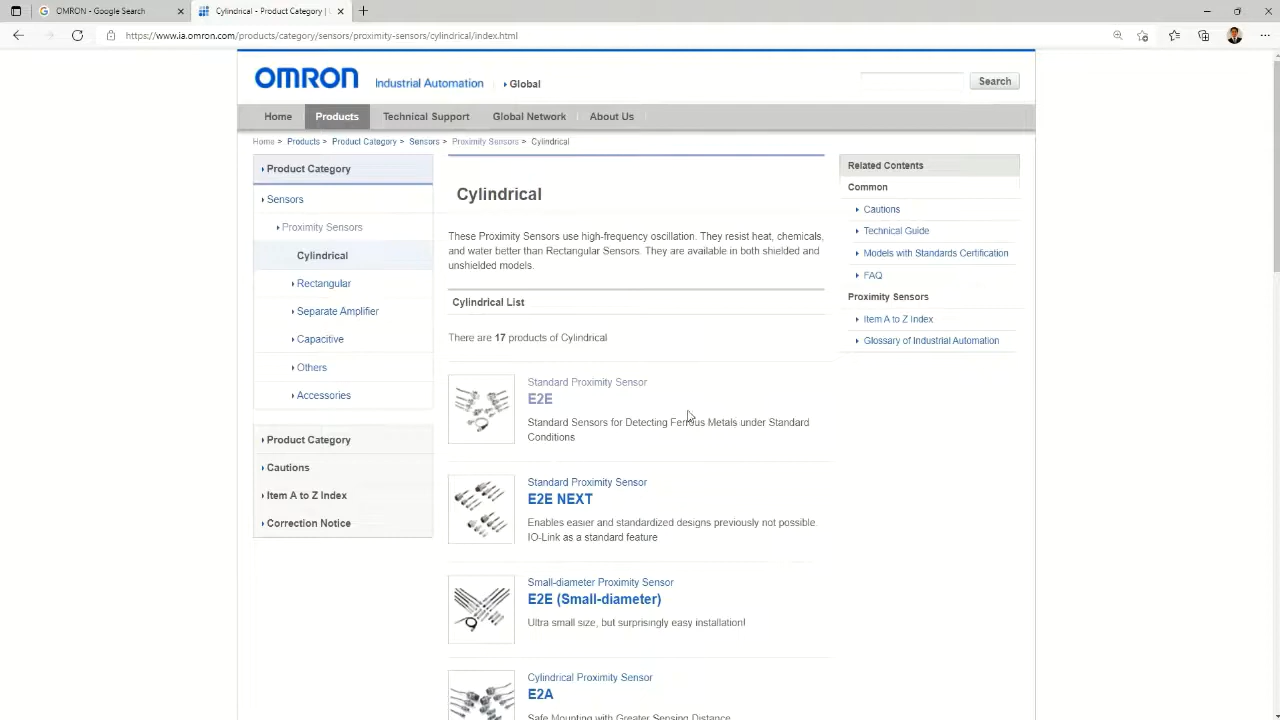 OMRON - Google Search
Cylindrical - Product Category |
https://www.ia.omron.com/products/category/sensors/proximity-sensors/cylindrical/index.html
OMRON Industrial Automation Global
Search
Home Products Technical Support Global Network About Us
Home > Products > Product Category > Sensors > Proximity Sensors > Cylindrical
Product Category
Sensors
Proximity Sensors
Cylindrical
Rectangular
Separate Amplifier
Capacitive
Others
Accessories
Product Category
Cautions
Item A to Z Index
Correction Notice
Cylindrical
These Proximity Sensors use high-frequency oscillation. They resist heat, chemicals,
and water better than Rectangular Sensors. They are available in both shielded and
unshielded models.
Cylindrical List
There are 17 products of Cylindrical
Standard Proximity Sensor
E2E
Standard Sensors for Detecting Ferrous Metals under Standard
Conditions
Standard Proximity Sensor
E2E NEXT
Enables easier and standardized designs previously not possible.
IO-Link as a standard feature
Small-diameter Proximity Sensor
E2E (Small-diameter)
Ultra small size, but surprisingly easy installation!
Cylindrical Proximity Sensor
E2A
Safe Mounting with Greater Sensing Distance
Related Contents
Common
Cautions
Technical Guide
Models with Standards Certification
FAQ
Proximity Sensors
Item A to Z Index
Glossary of Industrial Automation